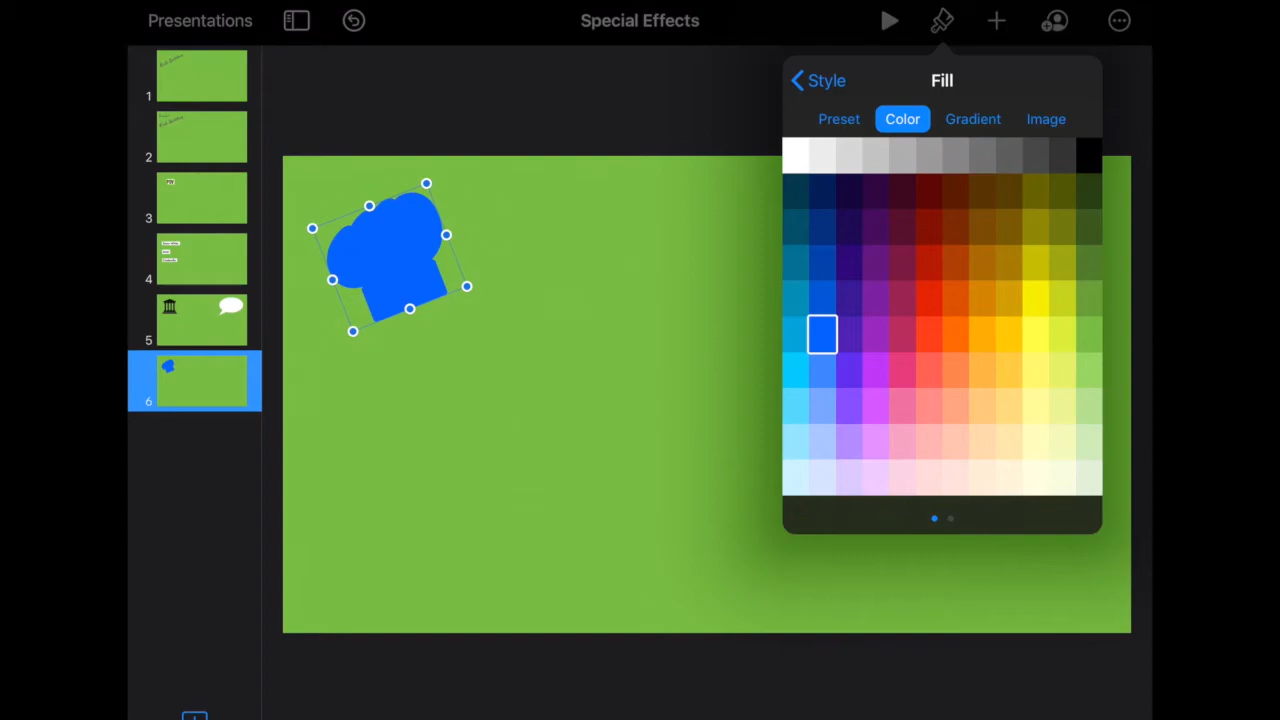 Presentations
Special Effects
Style
Fill
Preset
Color
Gradient
Image
1
2
3
4
5
6